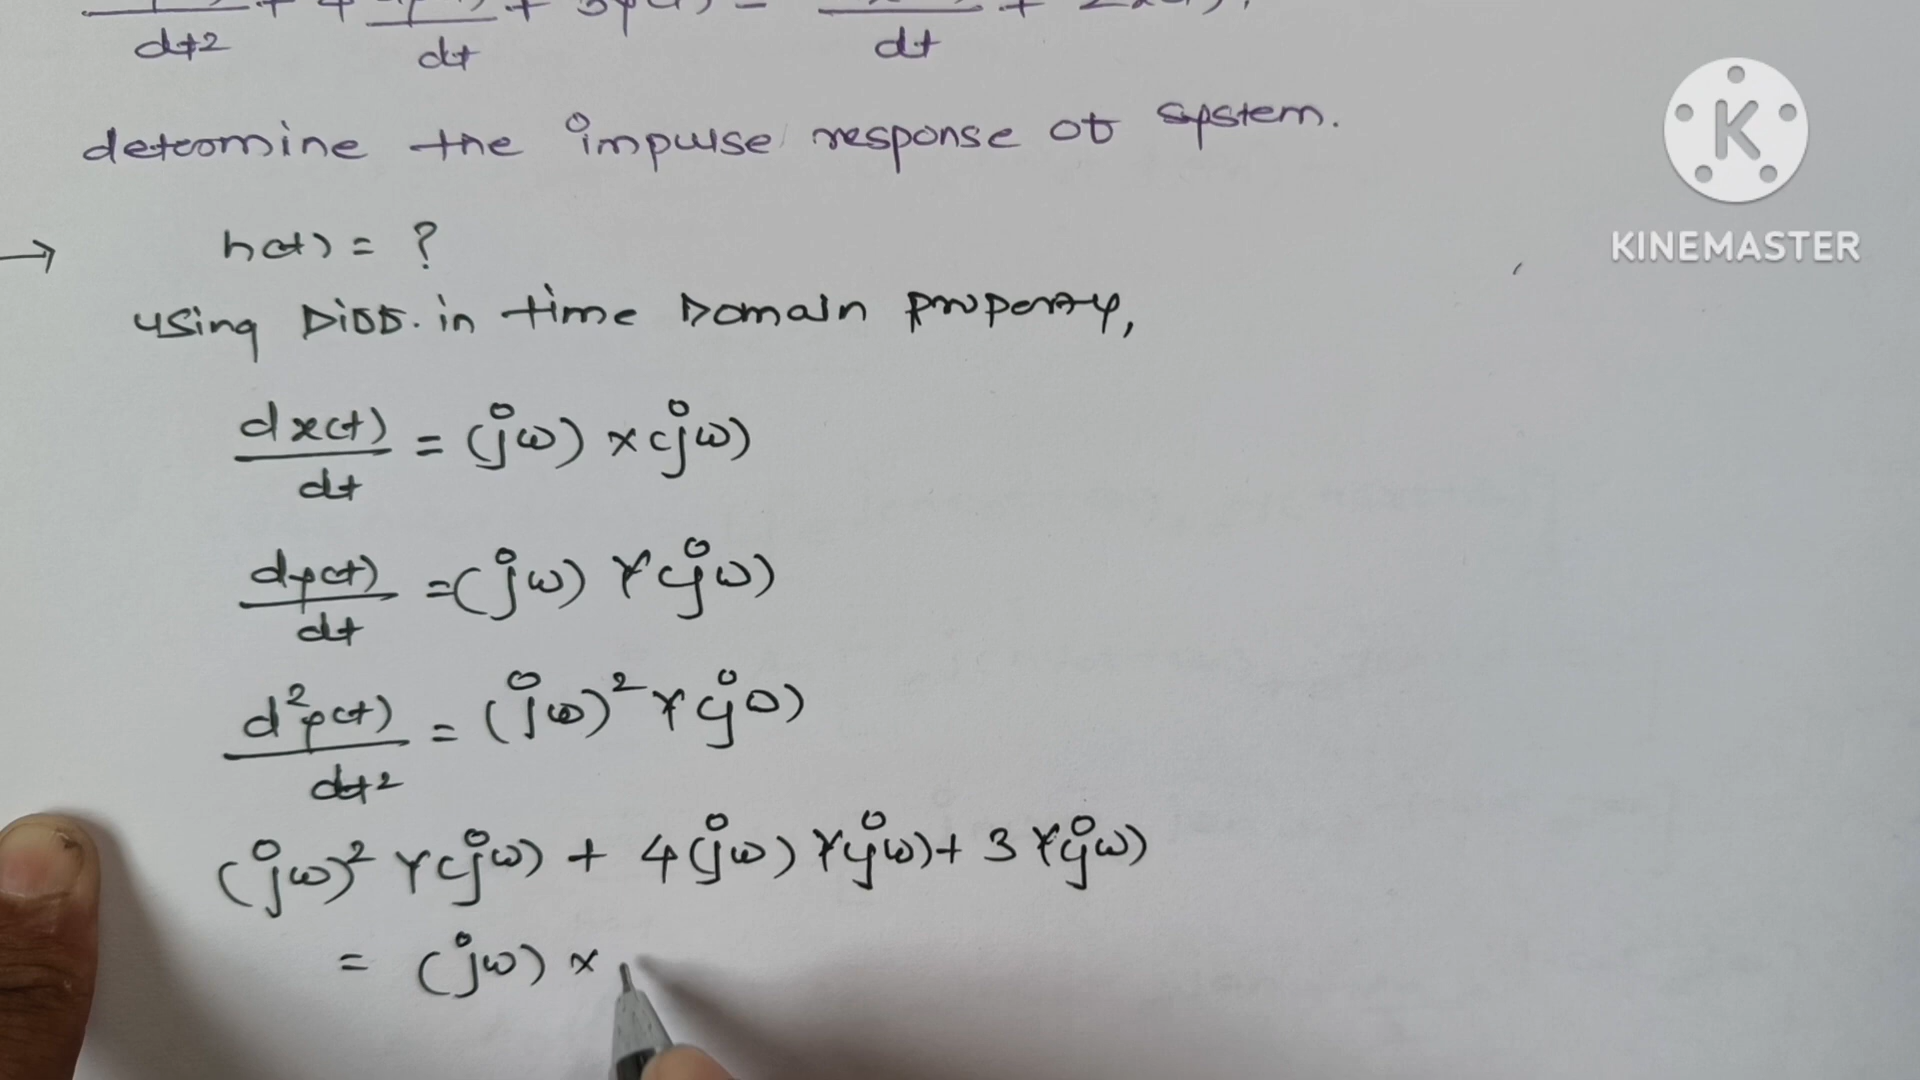 dt2 dt dt
determine the impulse response of system.
K
KINEMASTER
→ h(t) = ?
using Diff. in time Domain property,
dx(t)/dt = (jω) X(jω)
dy(t)/dt = (jω) Y(jω)
d²y(t)/dt2 = (jω)² Y(jω)
(jω)² Y(jω) + 4(jω) Y(jω) + 3 Y(jω)
= (jω) X